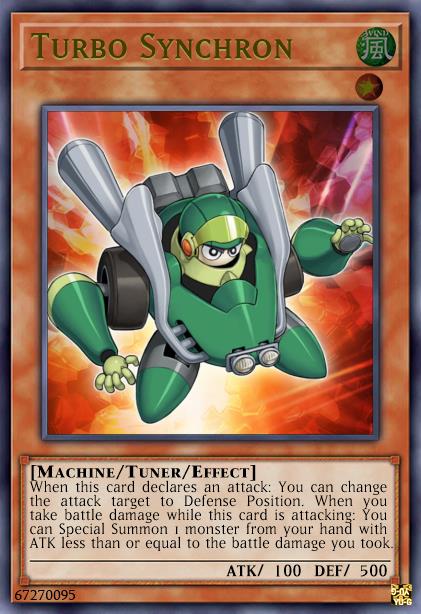 Turbo Synchron
WIND
風
[Machine/Tuner/Effect]
When this card declares an attack: You can change
the attack target to Defense Position. When you
take battle damage while this card is attacking: You
can Special Summon 1 monster from your hand with
ATK less than or equal to the battle damage you took.
ATK/ 100 DEF/ 500
67270095